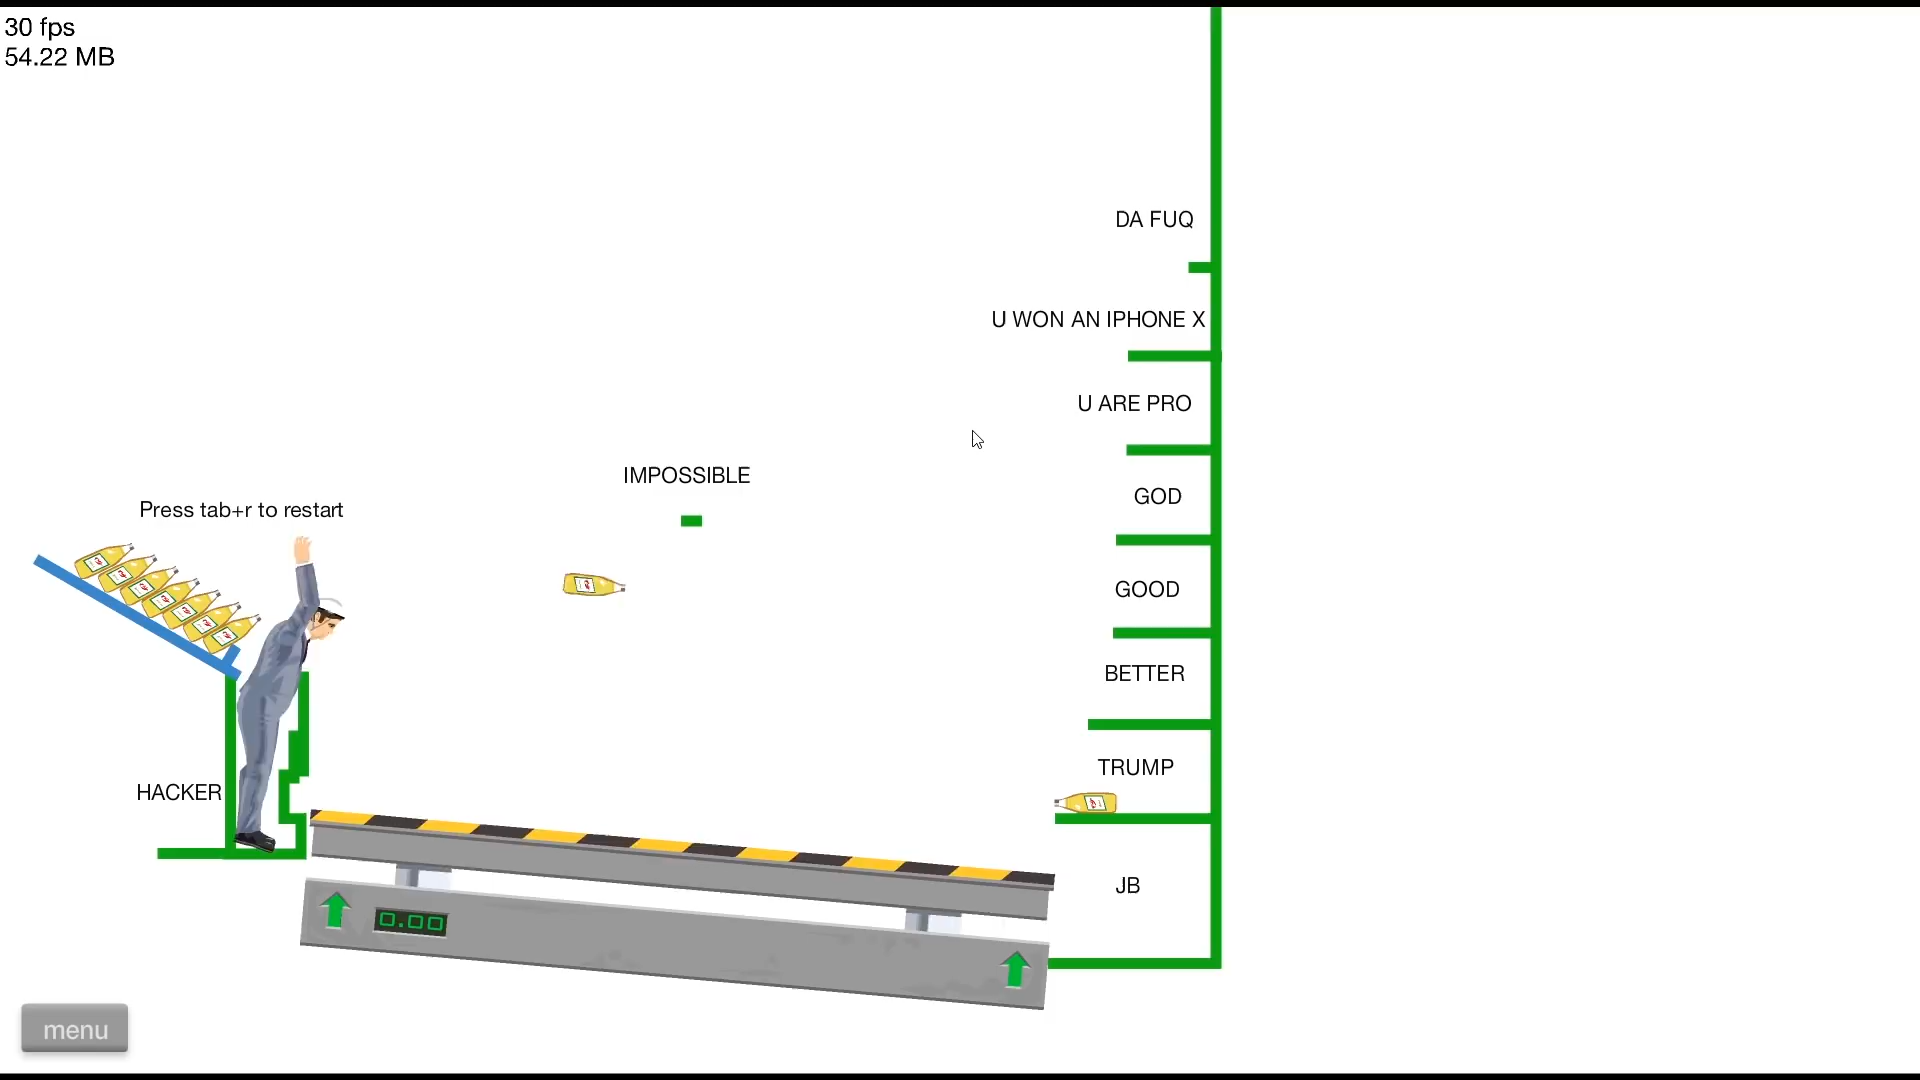 30 fps
54.22 MB
DA FUQ
U WON AN IPHONE X
U ARE PRO
IMPOSSIBLE
GOD
Press tab+r to restart
GOOD
BETTER
TRUMP
HACKER
JB
0.00
menu